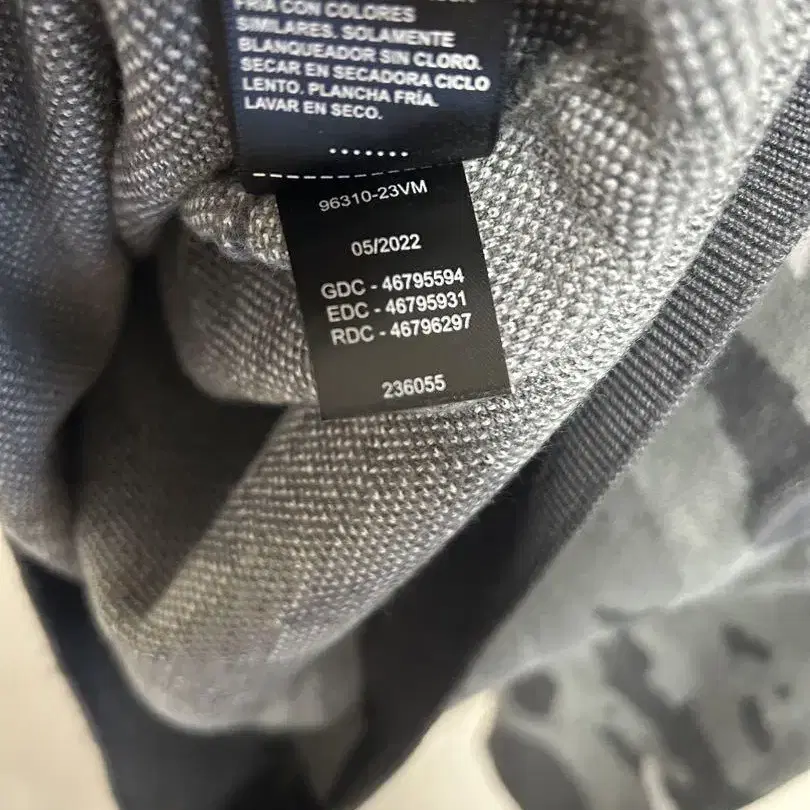 FRÍA CON COLORES
SIMILARES. SOLAMENTE
BLANQUEADOR SIN CLORO.
SECAR EN SECADORA CICLO
LENTO. PLANCHA FRÍA.
LAVAR EN SECO.
96310-23VM
05/2022
GDC - 46795594
EDC - 46795931
RDC - 46796297
236055